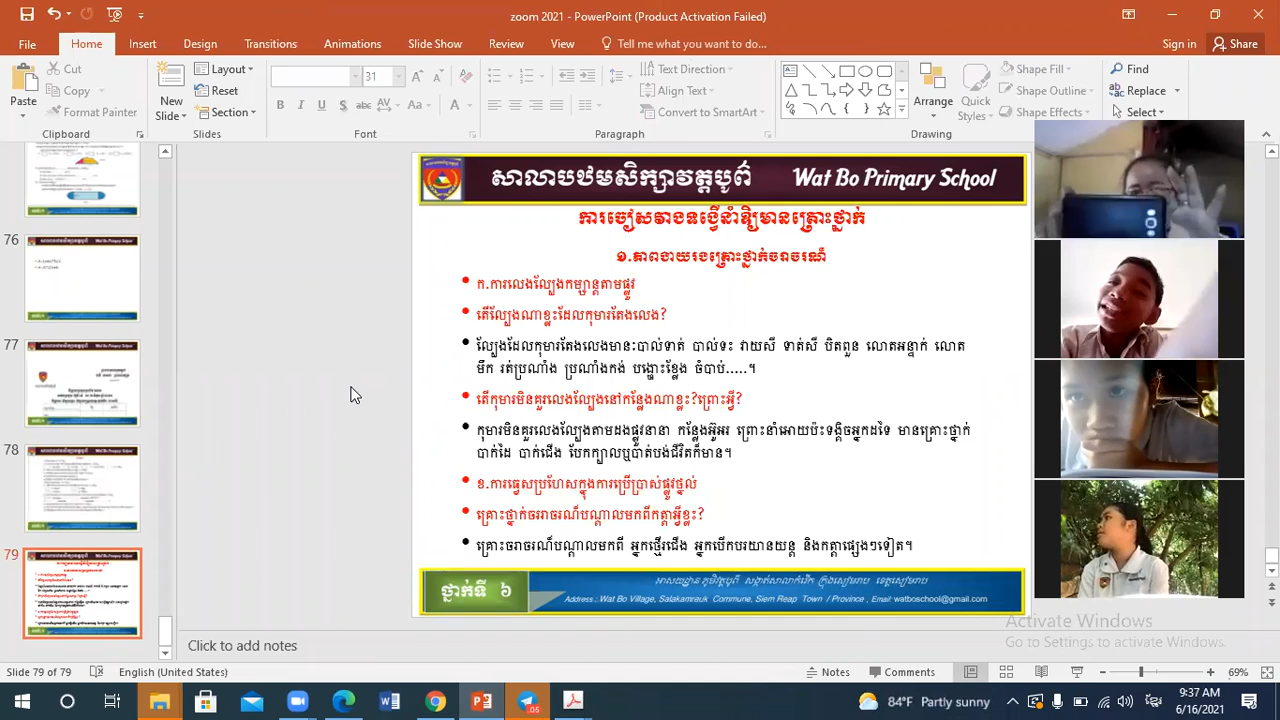 zoom 2021 - PowerPoint (Product Activation Failed)
File Home Insert Design Transitions Animations Slide Show Review View Tell me what you want to do... Sign in Share
Paste Cut Copy Format Painter Clipboard
New Slide Layout Reset Section Slides
31 Font
Text Direction Align Text Convert to SmartArt Paragraph
Arrange Quick Styles Shape Fill Shape Outline Shape Effects Drawing
Find Replace Select
76
77
78
79
សាលាបឋមសិក្សាវត្តបូព៌ Wat Bo Primary School
ការចៀសវាងទង្វើនាំឱ្យមានគ្រោះថ្នាក់
១.ភាពងាយរងគ្រោះថ្នាក់ចរាចរណ៍
ក.ការលេងល្បែងកម្សាន្តតាមផ្លូវ
តើល្បែងណាខ្លះដែលកុមារតែងលេង?
ល្បែងដែលកុមារតែងលេងមាន:បាល់ទាត់ បាល់ទះ វាយសី ទាត់សី លាក់ពួន លោតអន្ទាក់ លោត
មឹក រត់ប្រណាំង ប្រណាំងកង់ បង្ហោះខ្លែង ចំបាប់.....។
តើកុមារមិនគួរលេងល្បែងនៅកន្លែងណាខ្លះ?ព្រោះអ្វី?
កុមារមិនគួរលេងល្បែងតាមដងផ្លូវនានា កន្លែងអ៊ូអរ ព្រោះនាំអោយប៉ះទង្គិចអ្នកដទៃ មានគ្រោះថ្នាក់
បាក់ដៃ បាក់ជើង បែកក្បាលឬបាត់បង់ជីវិតក៏មាន។
ខ.ការធ្វេសប្រហែសក្នុងការប្រើប្រាស់ផ្លូវថ្នល់
គ្រោះថ្នាក់ចរាចរណ៍បណ្តាលមកពីកត្តាអ្វីខ្លះ?
គ្រោះចរាចរណ៍បណ្តាលមកពី អ្នកថ្មើរជើង អ្នកបើកបរយានយន្ត និងកត្តាផ្សេងៗទៀត។
Address : Wat Bo Village, Salakamreuk Commune, Siem Reap Town / Province , Email: watboschool@gmail.com
Click to add notes
Activate Windows
Go to Settings to activate Windows.
Slide 79 of 79 English (United States) Notes Comments 69%
84°F Partly sunny 9:37 AM
6/16/2021